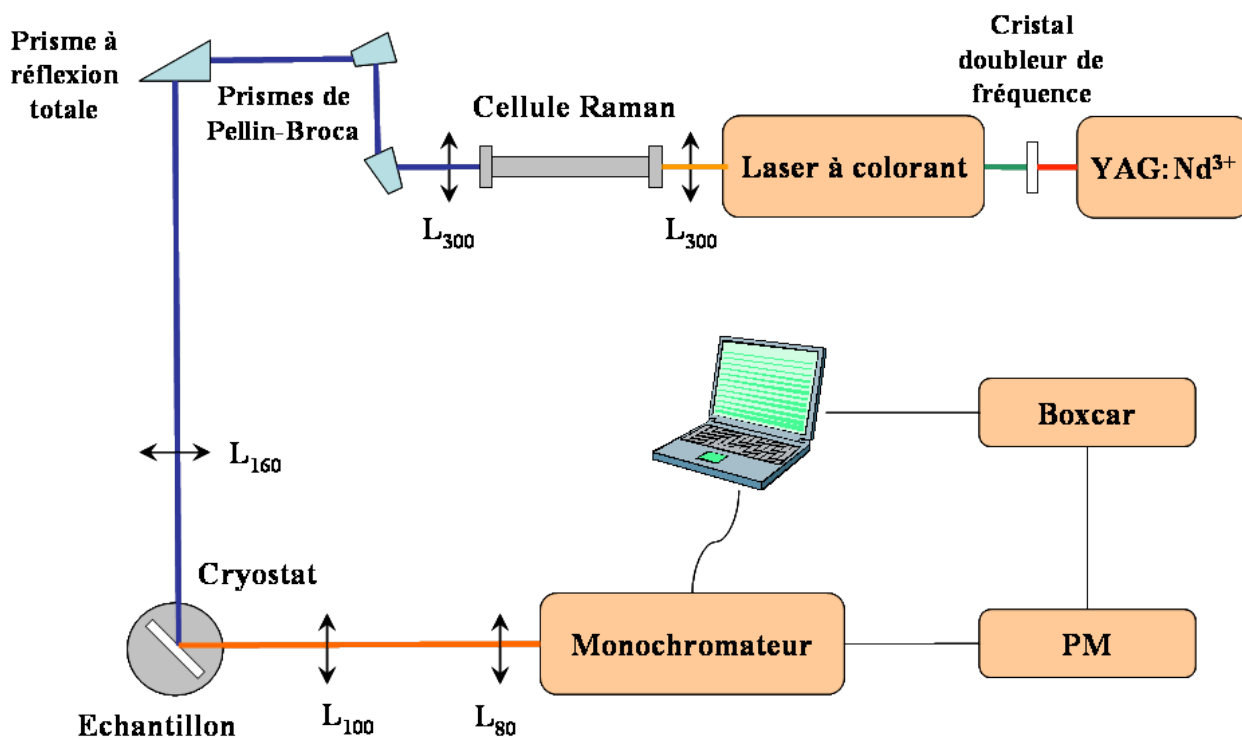 Prisme à
réflexion
totale
Prismes de
Pellin-Broca
Cellule Raman
Cristal
doubleur de
fréquence
Laser à colorant
YAG:Nd³⁺
L₃₀₀
L₃₀₀
L₁₆₀
Boxcar
Cryostat
Monochromateur
PM
Echantillon
L₁₀₀
L₈₀